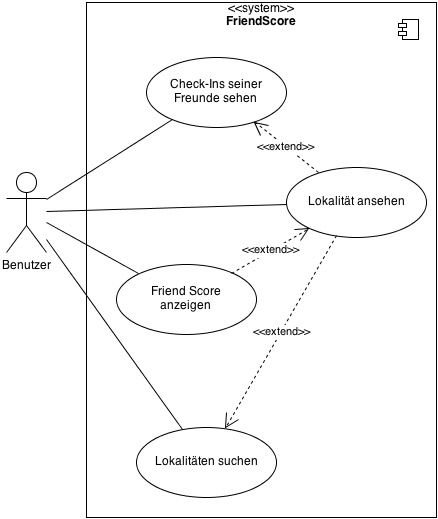 <<system>>
FriendScore
Check-Ins seiner
Freunde sehen
<<extend>>
Lokalität ansehen
<<extend>>
Benutzer
Friend Score
anzeigen
<<extend>>
Lokalitäten suchen